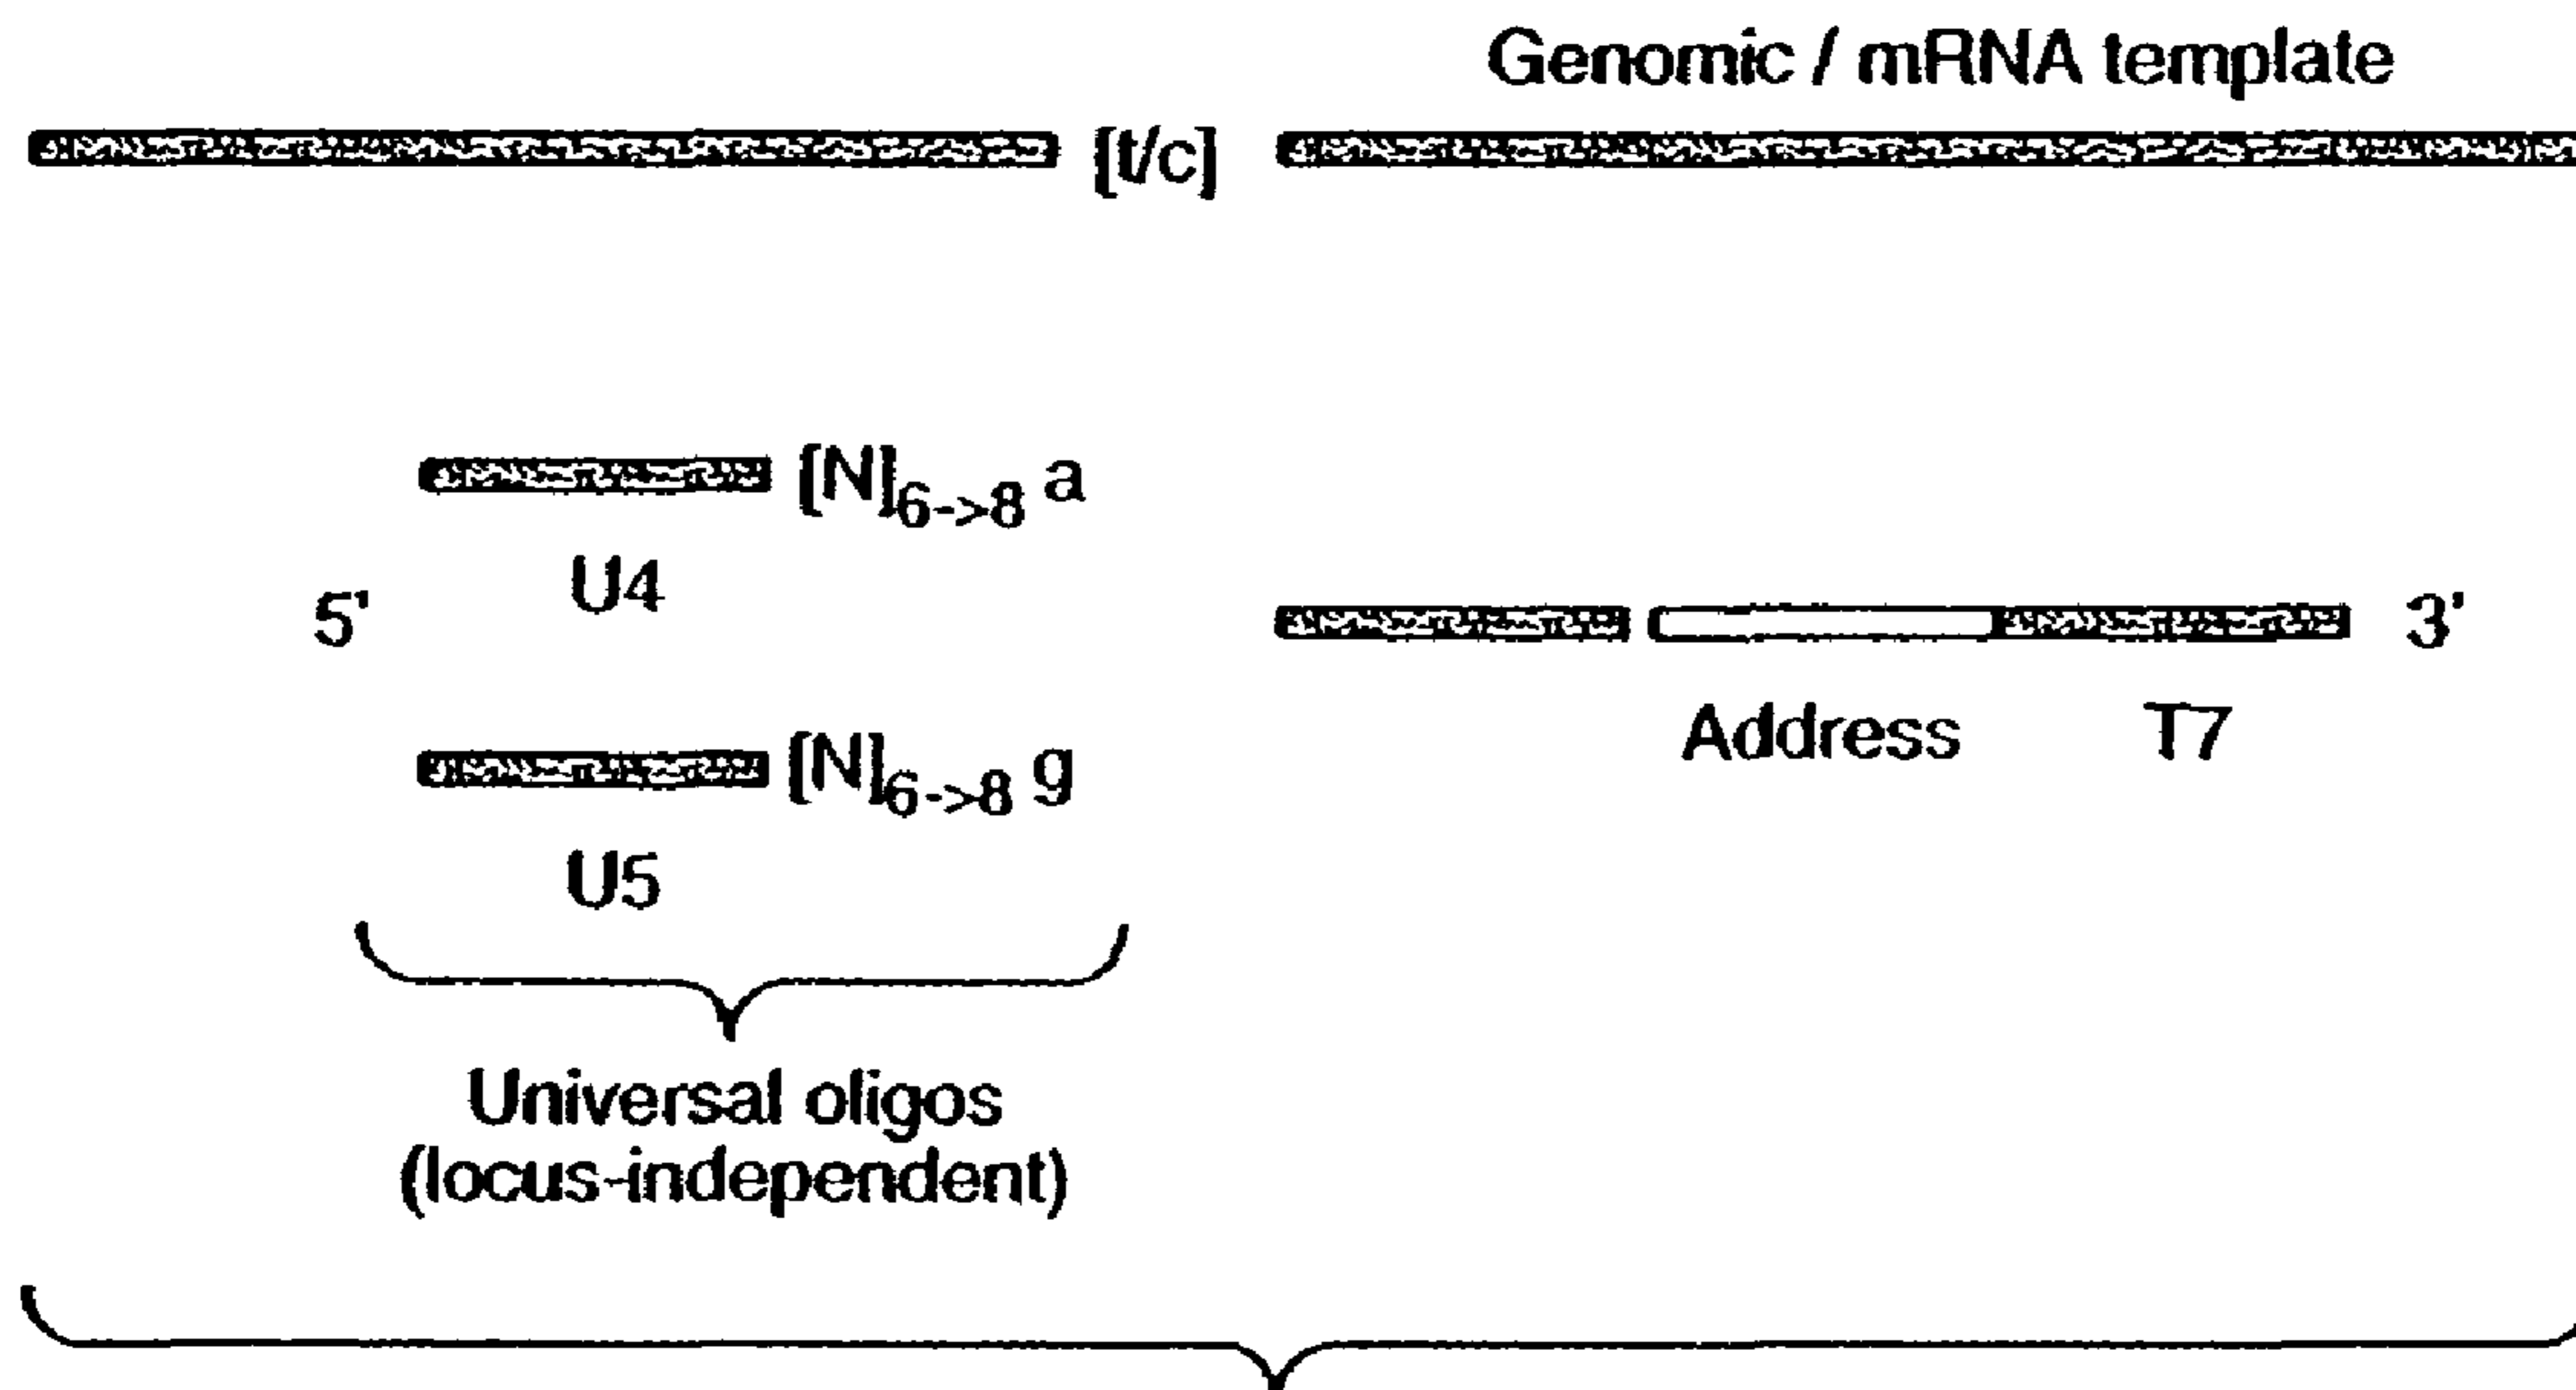 Genomic / mRNA template
[t/c]
[N]6->8 a
U4
5'
3'
Address
T7
[N]6->8 g
U5
Universal oligos
(locus-independent)